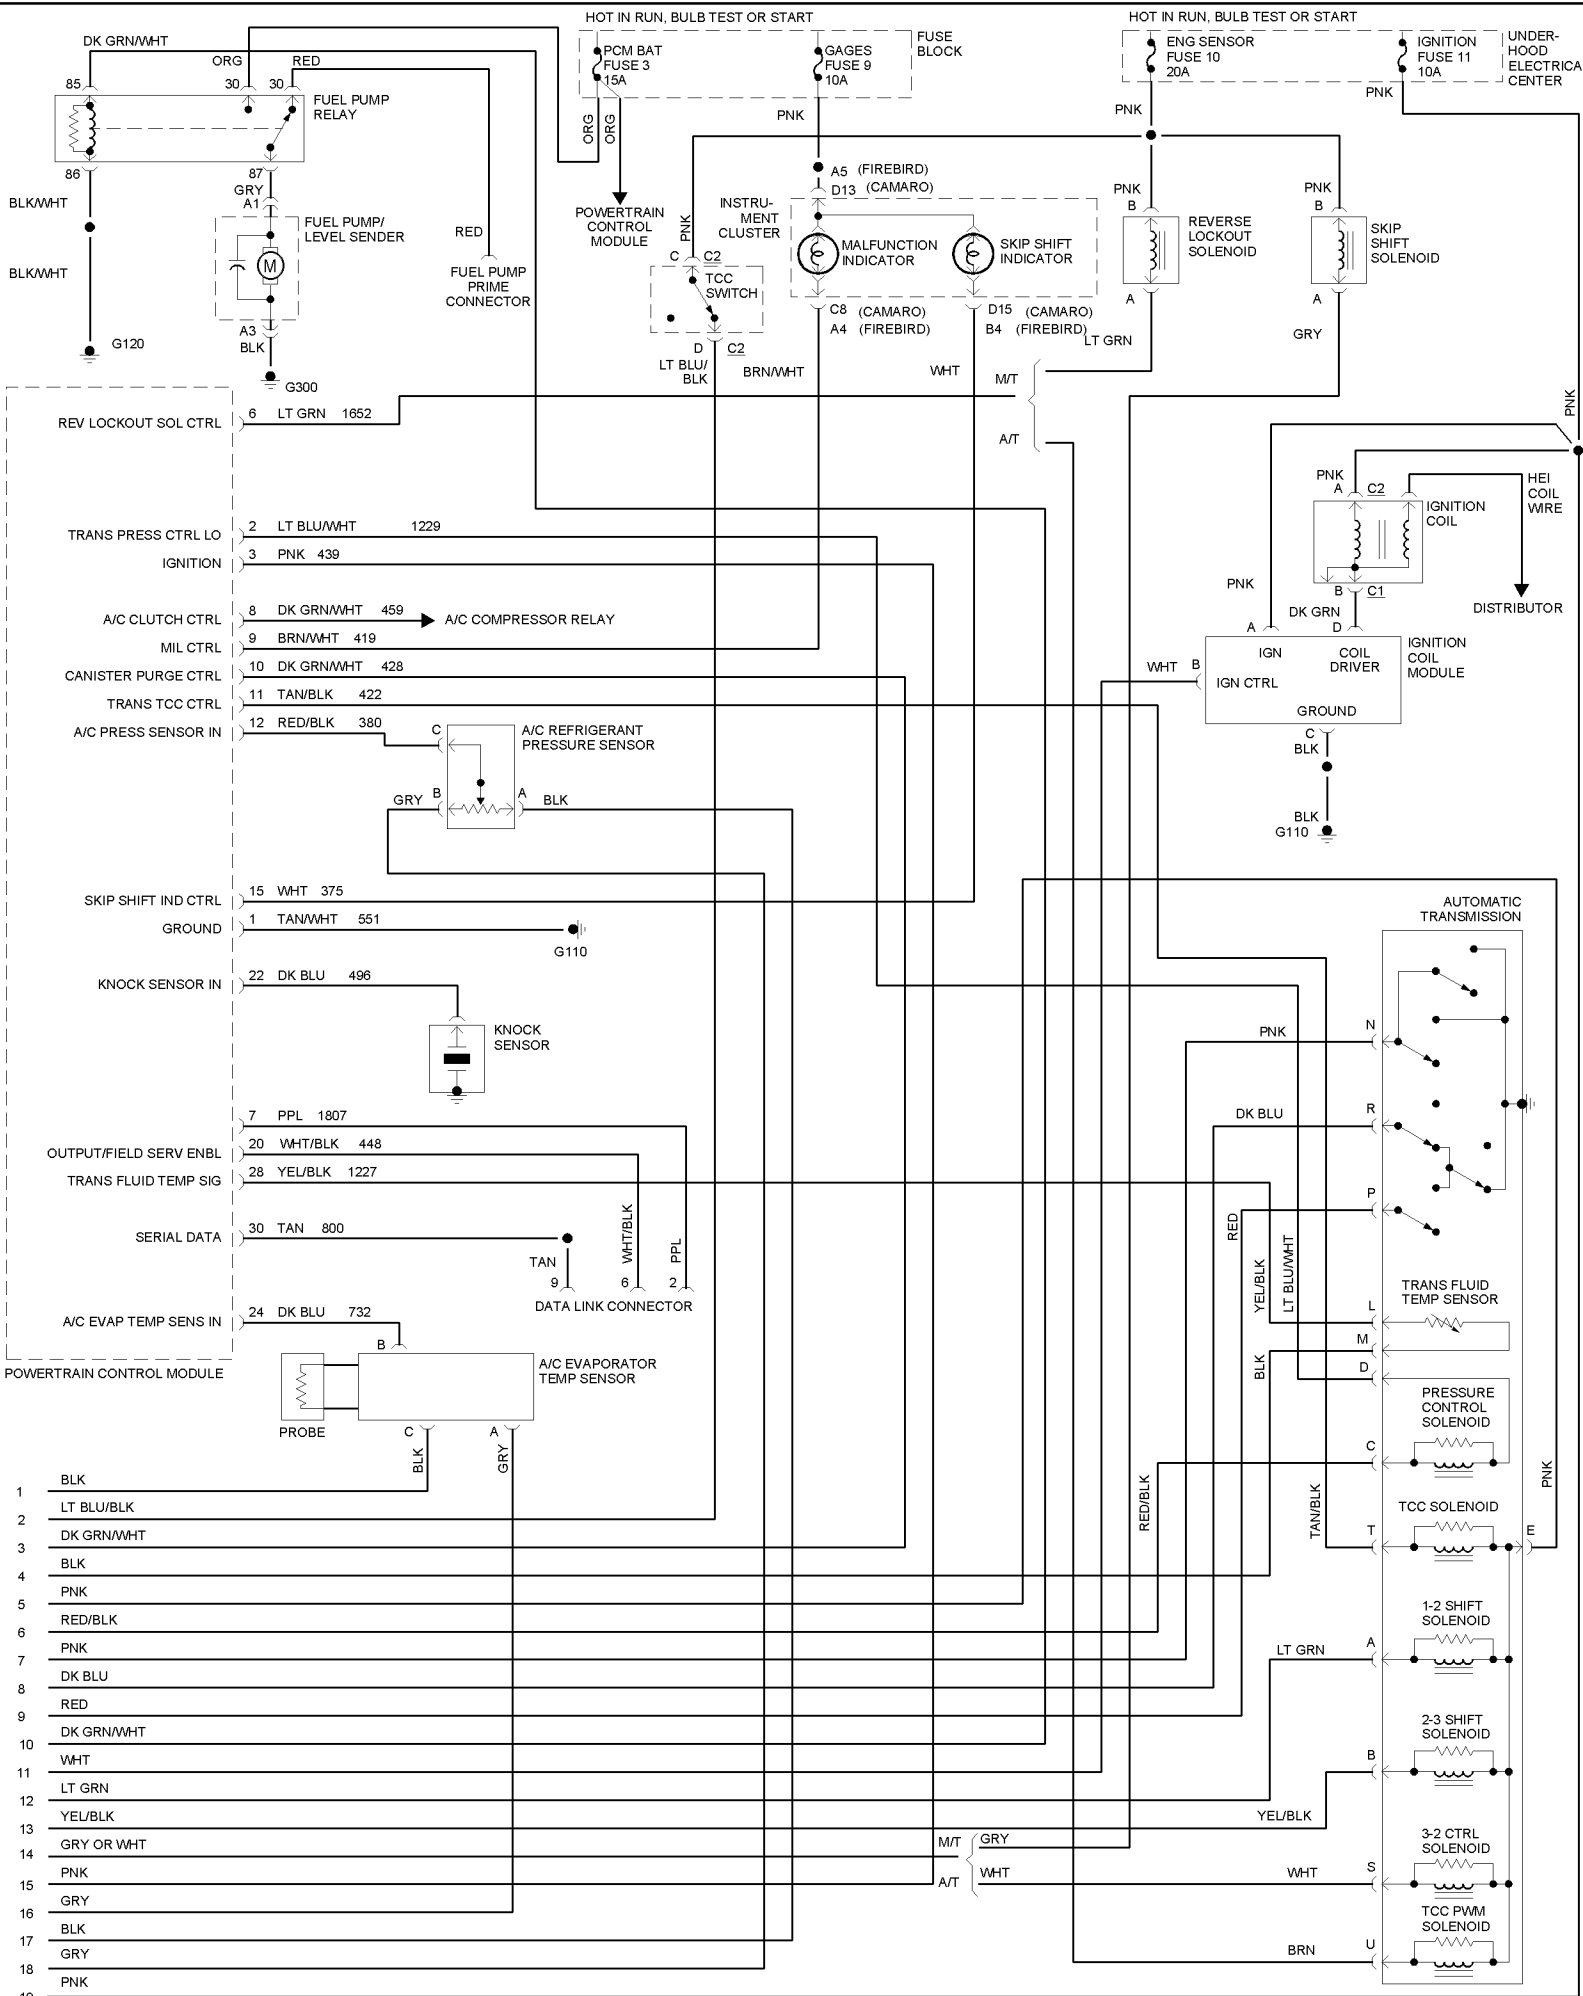 HOT IN RUN, BULB TEST OR START
HOT IN RUN, BULB TEST OR START
DK GRN/WHT
ORG
RED
85
30
30
FUEL PUMP
RELAY
86
87
BLK/WHT
GRY
A1
BLK/WHT
FUEL PUMP/
LEVEL SENDER
M
A3
BLK
G120
G300
RED
FUEL PUMP
PRIME
CONNECTOR
PCM BAT
FUSE 3
15A
GAGES
FUSE 9
10A
FUSE
BLOCK
ORG
ORG
PNK
POWERTRAIN
CONTROL
MODULE
PNK
A5 (FIREBIRD)
D13 (CAMARO)
INSTRU-
MENT
CLUSTER
MALFUNCTION
INDICATOR
SKIP SHIFT
INDICATOR
C C2
TCC
SWITCH
D C2
LT BLU/
BLK
C8 (CAMARO)
A4 (FIREBIRD)
D15 (CAMARO)
B4 (FIREBIRD)
BRN/WHT
WHT
ENG SENSOR
FUSE 10
20A
IGNITION
FUSE 11
10A
UNDER-
HOOD
ELECTRICA
CENTER
PNK
PNK
PNK
B
REVERSE
LOCKOUT
SOLENOID
A
LT GRN
PNK
B
SKIP
SHIFT
SOLENOID
A
GRY
M/T
A/T
PNK
PNK
A C2
HEI
COIL
WIRE
IGNITION
COIL
B C1
DK GRN
PNK
DISTRIBUTOR
A
D
IGN
COIL
DRIVER
IGNITION
COIL
MODULE
WHT B
IGN CTRL
GROUND
C
BLK
BLK
G110
REV LOCKOUT SOL CTRL 6 LT GRN 1652
TRANS PRESS CTRL LO 2 LT BLU/WHT 1229
IGNITION 3 PNK 439
A/C CLUTCH CTRL 8 DK GRN/WHT 459 A/C COMPRESSOR RELAY
MIL CTRL 9 BRN/WHT 419
CANISTER PURGE CTRL 10 DK GRN/WHT 428
TRANS TCC CTRL 11 TAN/BLK 422
A/C PRESS SENSOR IN 12 RED/BLK 380
C
A/C REFRIGERANT
PRESSURE SENSOR
GRY B A BLK
SKIP SHIFT IND CTRL 15 WHT 375
GROUND 1 TAN/WHT 551
G110
KNOCK SENSOR IN 22 DK BLU 496
KNOCK
SENSOR
7 PPL 1807
OUTPUT/FIELD SERV ENBL 20 WHT/BLK 448
TRANS FLUID TEMP SIG 28 YEL/BLK 1227
SERIAL DATA 30 TAN 800
TAN
WHT/BLK
PPL
9 6 2
DATA LINK CONNECTOR
A/C EVAP TEMP SENS IN 24 DK BLU 732
B
POWERTRAIN CONTROL MODULE
A/C EVAPORATOR
TEMP SENSOR
PROBE
C
A
BLK
GRY
AUTOMATIC
TRANSMISSION
PNK N
DK BLU R
P
RED
YEL/BLK
LT BLU/WHT
TRANS FLUID
TEMP SENSOR
L
M
BLK
D
PRESSURE
CONTROL
SOLENOID
C
RED/BLK
TAN/BLK
PNK
TCC SOLENOID
T
E
1-2 SHIFT
SOLENOID
LT GRN A
2-3 SHIFT
SOLENOID
B
YEL/BLK
3-2 CTRL
SOLENOID
WHT S
TCC PWM
SOLENOID
BRN U
1 BLK
2 LT BLU/BLK
3 DK GRN/WHT
4 BLK
5 PNK
6 RED/BLK
7 PNK
8 DK BLU
9 RED
10 DK GRN/WHT
11 WHT
12 LT GRN
13 YEL/BLK
14 GRY OR WHT
M/T GRY
A/T WHT
15 PNK
16 GRY
17 BLK
18 GRY
PNK